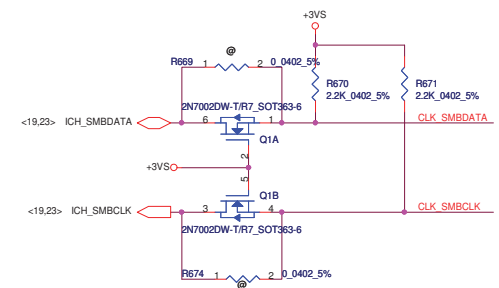 +3VS
@
R669 1 2 0_0402_5%
R670
2.2K_0402_5%
R671
2.2K_0402_5%
2N7002DW-T/R7_SOT363-6
<19,23> ICH_SMBDATA 6 1 CLK_SMBDATA
Q1A
2
+3VS
5
Q1B
<19,23> ICH_SMBCLK 3 4 CLK_SMBCLK
2N7002DW-T/R7_SOT363-6
R674 1 2 0_0402_5%
@